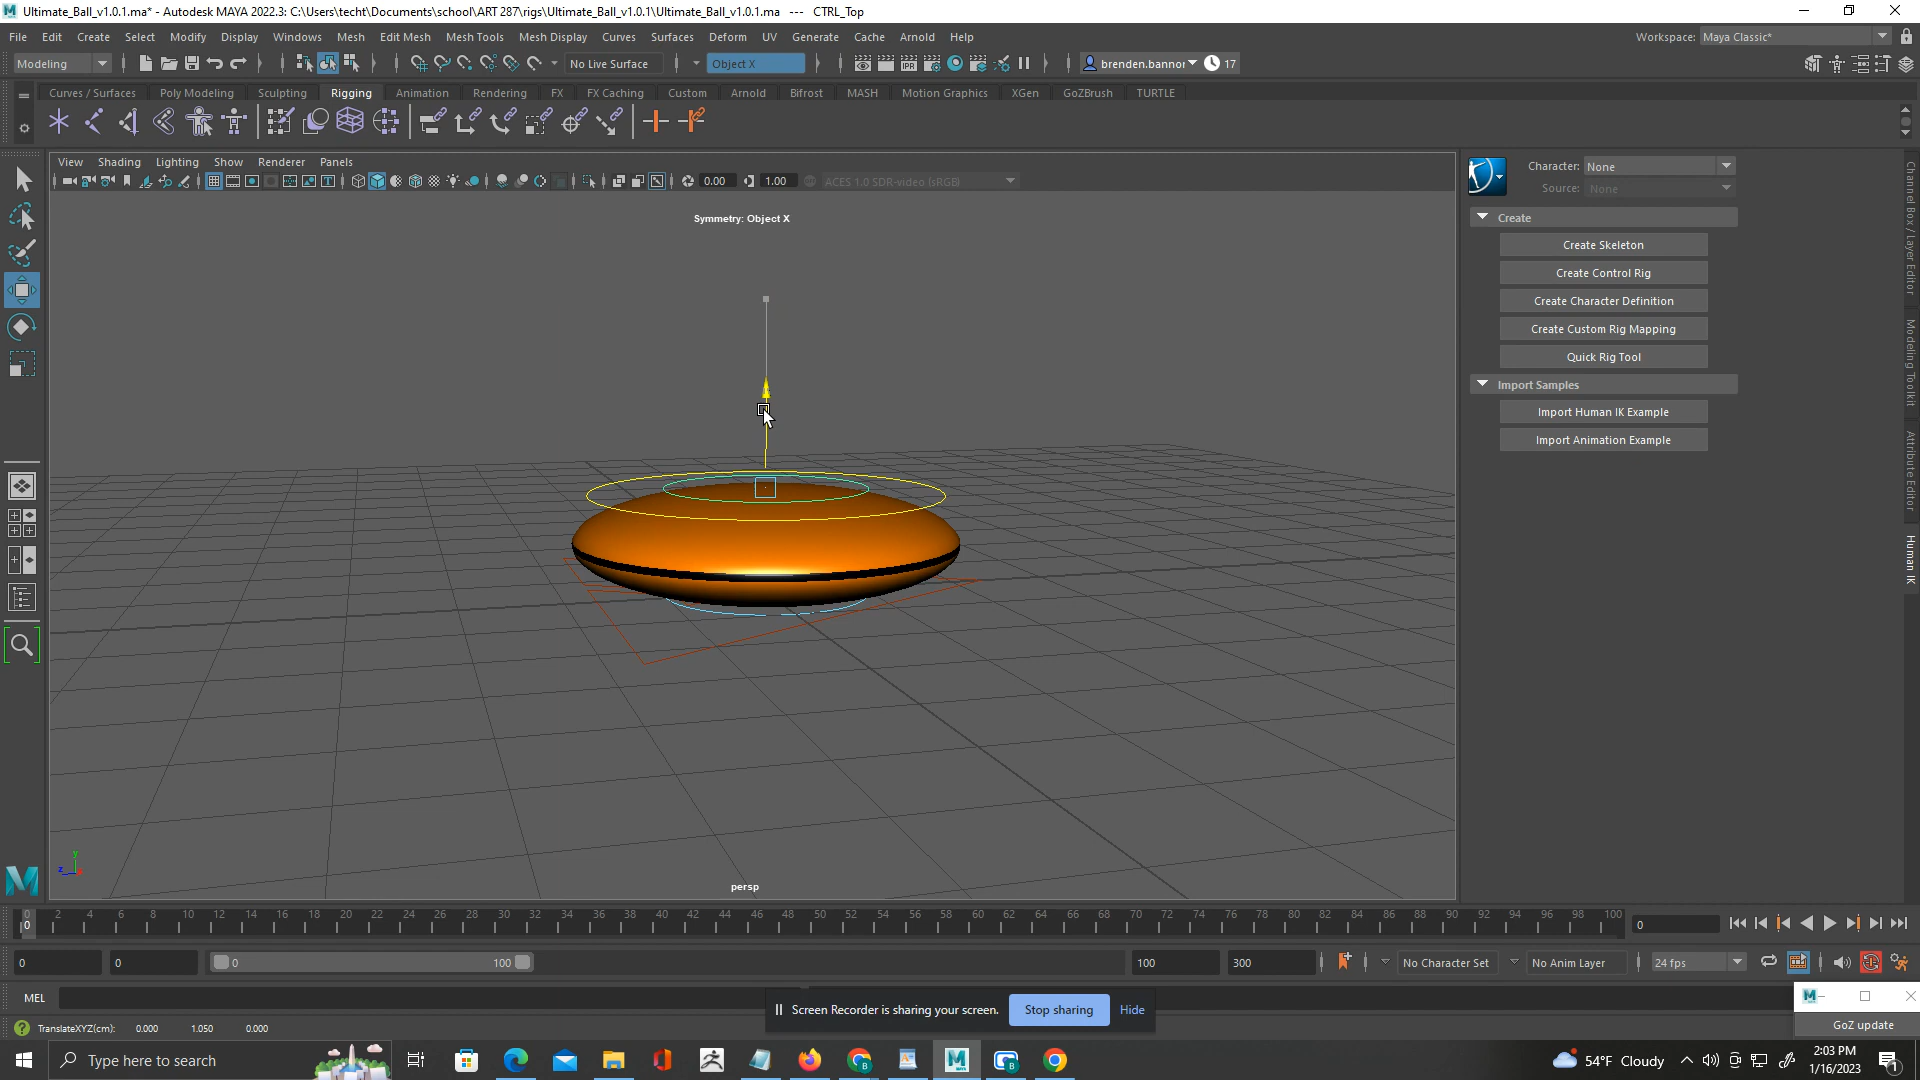 Ultimate_Ball_v1.0.1.ma* - Autodesk MAYA 2022.3: C:\Users\techt\Documents\school\ART 287\rigs\Ultimate_Ball_v1.0.1\Ultimate_Ball_v1.0.1.ma --- CTRL_Top
File Edit Create Select Modify Display Windows Mesh Edit Mesh Mesh Tools Mesh Display Curves Surfaces Deform UV Generate Cache Arnold Help
Workspace: Maya Classic*
Modeling
No Live Surface
Object X
brenden.bannor
17
Curves / Surfaces Poly Modeling Sculpting Rigging Animation Rendering FX FX Caching Custom Arnold Bifrost MASH Motion Graphics XGen GoZBrush TURTLE
View Shading Lighting Show Renderer Panels
0.00
1.00
ACES 1.0 SDR-video (sRGB)
Symmetry: Object X
persp
y
z
Character: None
Source: None
Create
Create Skeleton
Create Control Rig
Create Character Definition
Create Custom Rig Mapping
Quick Rig Tool
Import Samples
Import Human IK Example
Import Animation Example
Channel Box / Layer Editor
Modeling Toolkit
Attribute Editor
Human IK
0 2 4 6 8 10 12 14 16 18 20 22 24 26 28 30 32 34 36 38 40 42 44 46 48 50 52 54 56 58 60 62 64 66 68 70 72 74 76 78 80 82 84 86 88 90 92 94 96 98 100
0
0
0
0
0
100
100
300
No Character Set
No Anim Layer
24 fps
MEL
Screen Recorder is sharing your screen.
Stop sharing
Hide
GoZ update
TranslateXYZ(cm): 0.000 1.050 0.000
Type here to search
54°F Cloudy
2:03 PM
1/16/2023
1